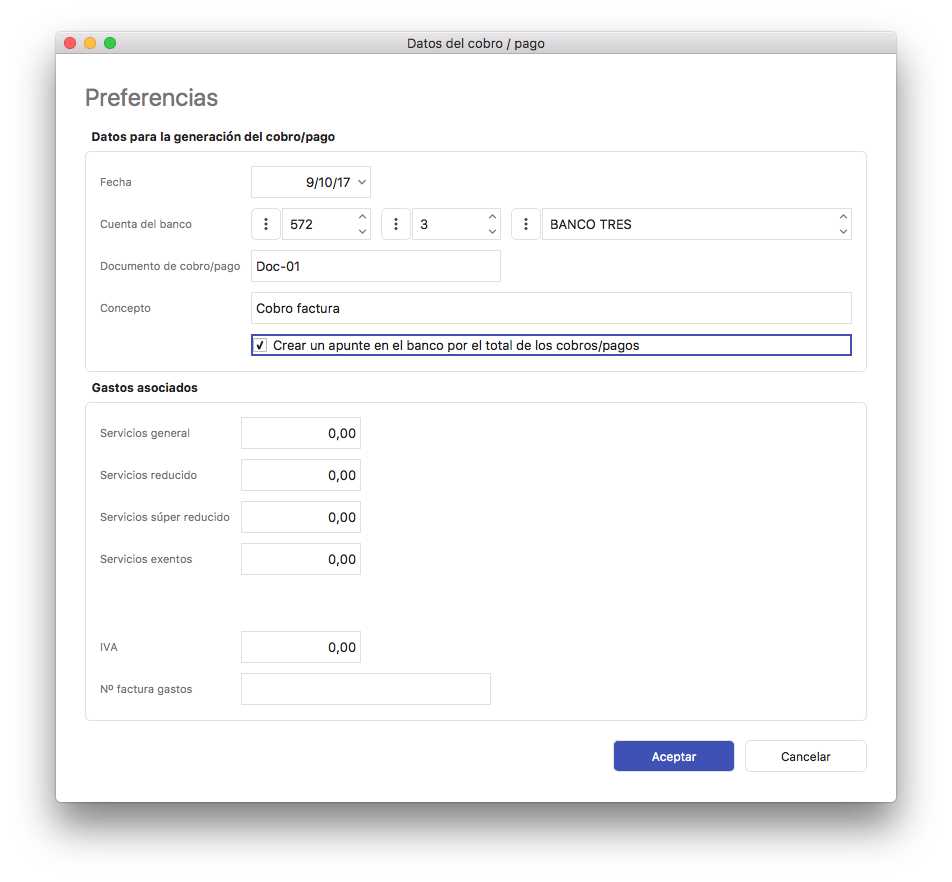 Datos del cobro / pago
Preferencias
Datos para la generación del cobro/pago
Fecha 9/10/17
Cuenta del banco 572 3 BANCO TRES
Documento de cobro/pago Doc-01
Concepto Cobro factura
Crear un apunte en el banco por el total de los cobros/pagos
Gastos asociados
Servicios general 0,00
Servicios reducido 0,00
Servicios súper reducido 0,00
Servicios exentos 0,00
IVA 0,00
Nº factura gastos
Aceptar Cancelar